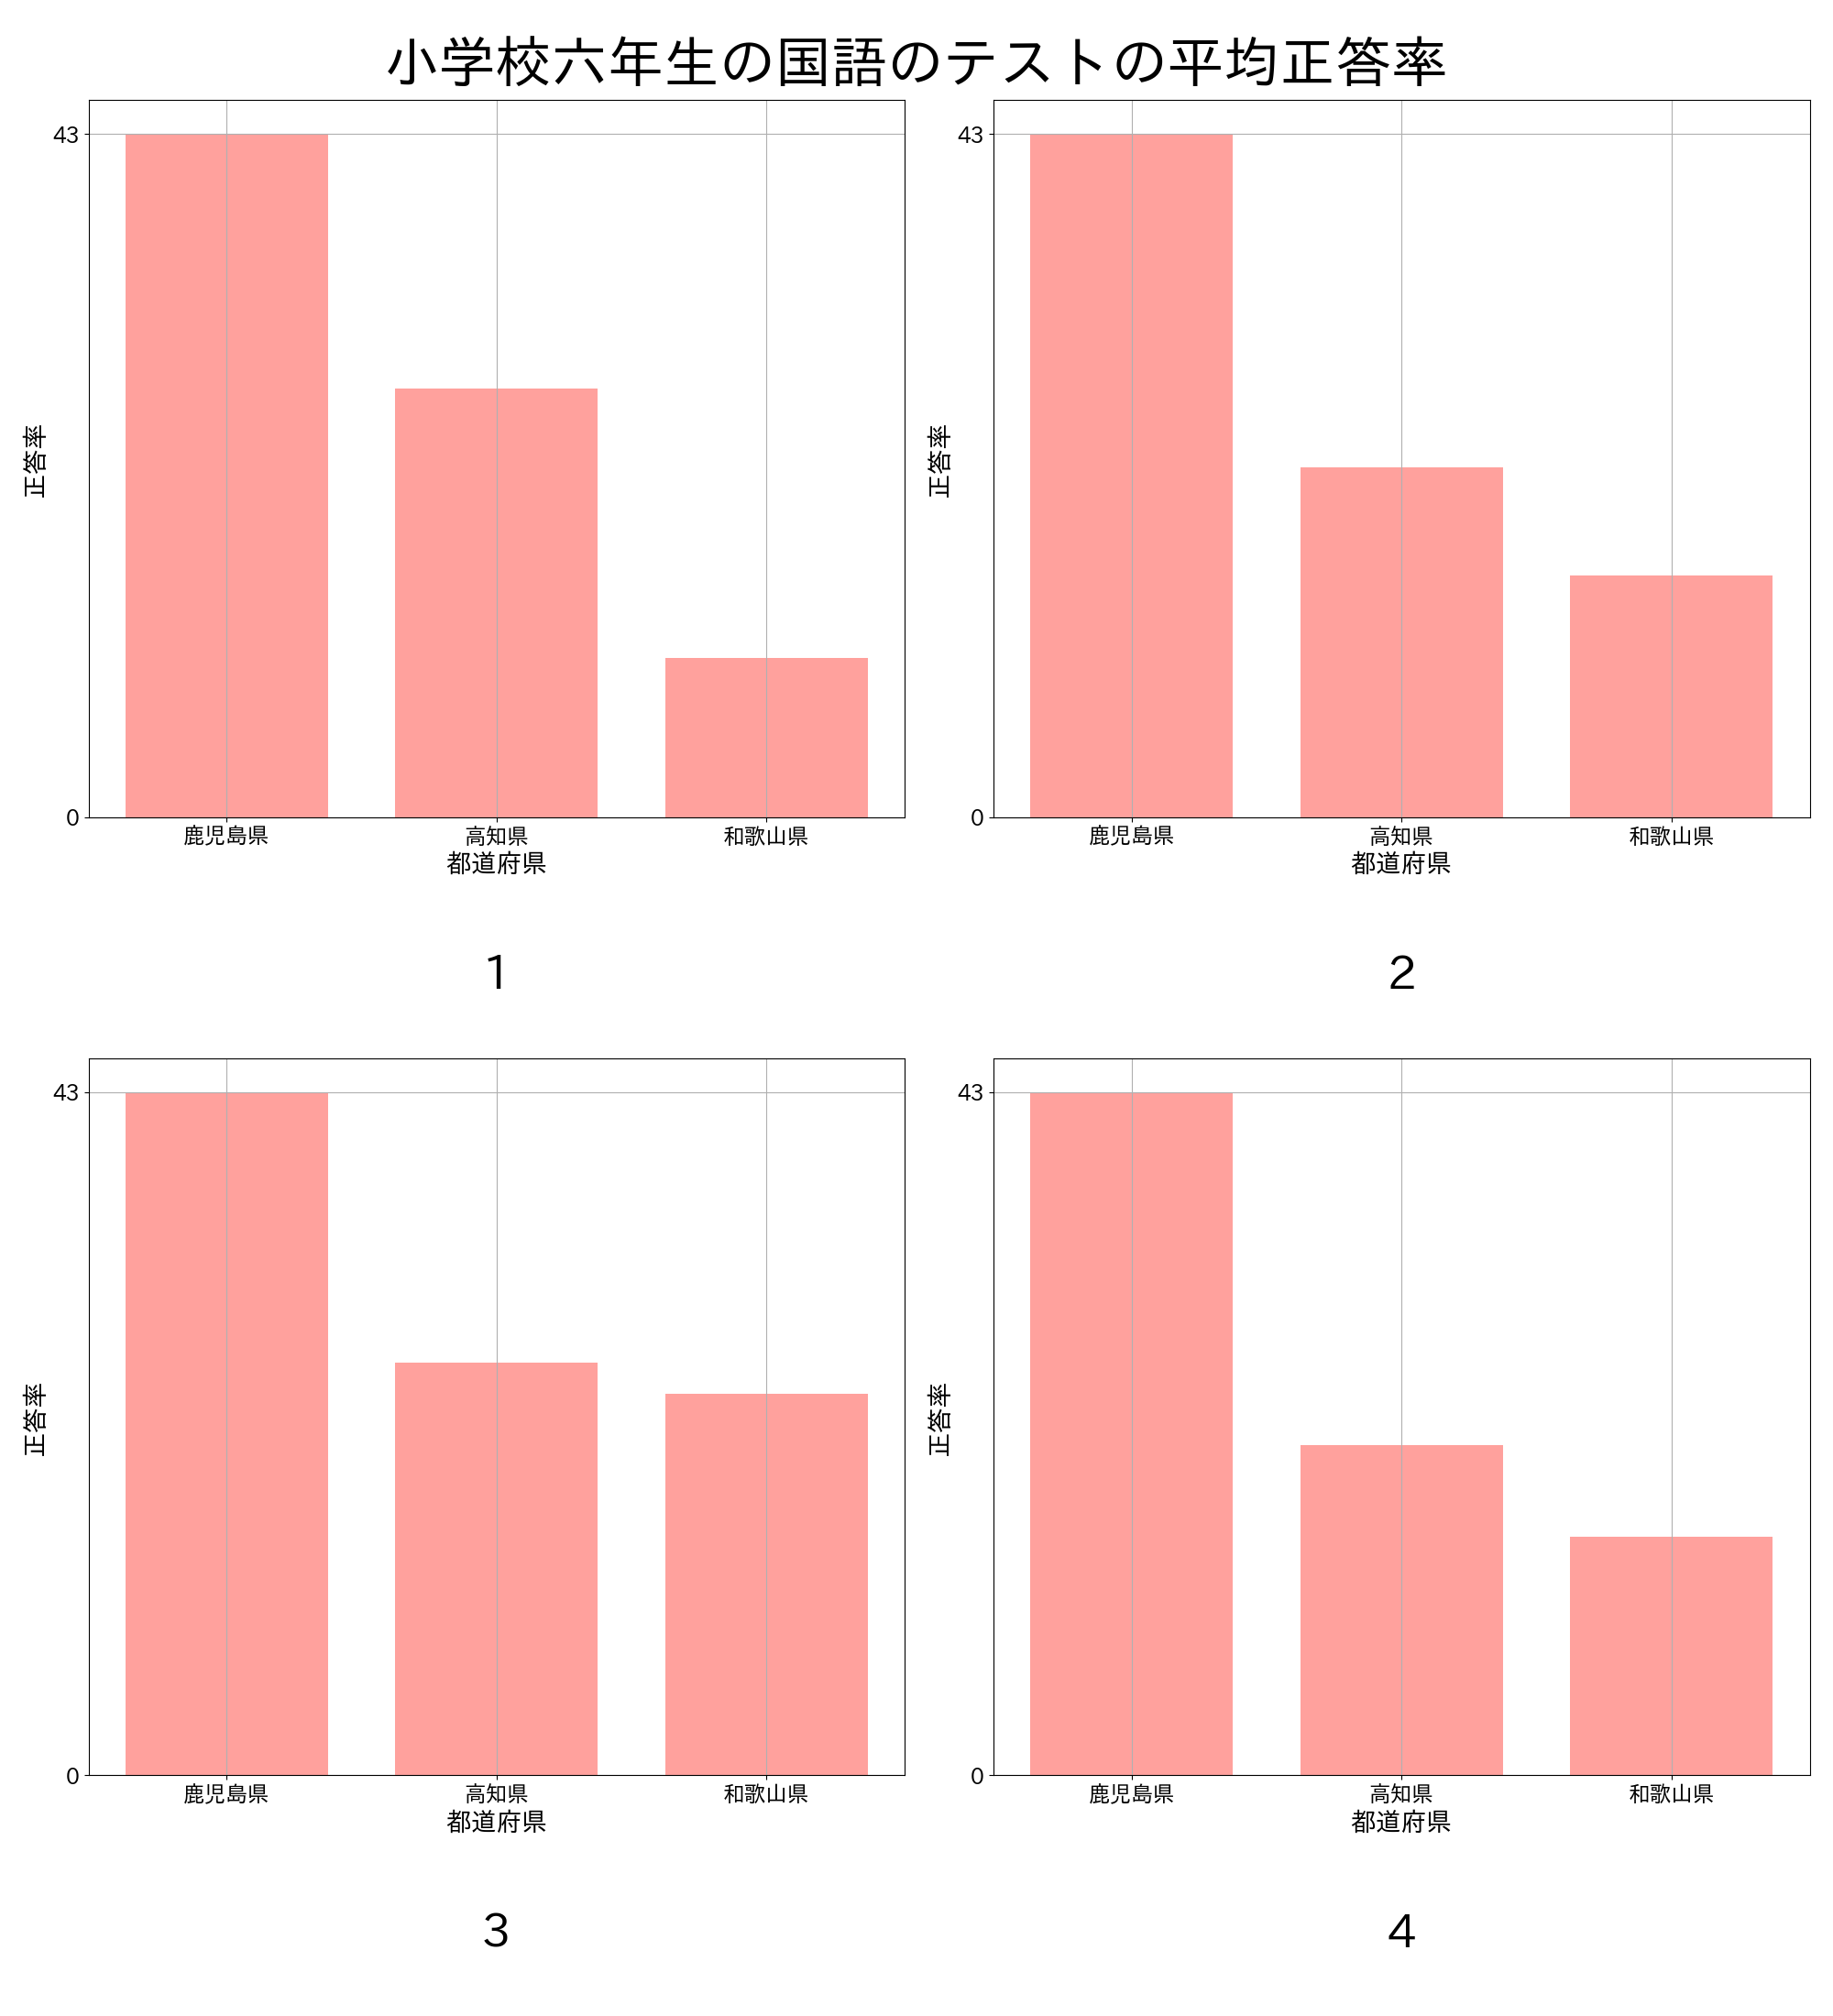 小学校六年生の国語のテストの平均正答率
43
正答率
0
鹿児島県 高知県 和歌山県
都道府県
1
43
正答率
0
鹿児島県 高知県 和歌山県
都道府県
2
43
正答率
0
鹿児島県 高知県 和歌山県
都道府県
3
43
正答率
0
鹿児島県 高知県 和歌山県
都道府県
4